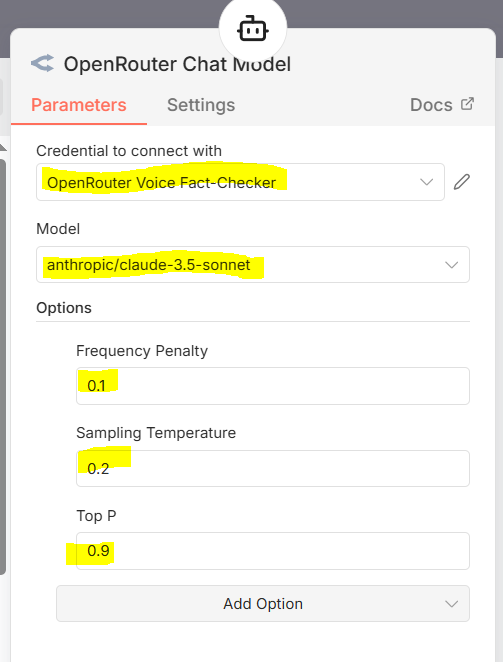 OpenRouter Chat Model
Parameters Settings Docs
Credential to connect with
OpenRouter Voice Fact-Checker
Model
anthropic/claude-3.5-sonnet
Options
Frequency Penalty
0.1
Sampling Temperature
0.2
Top P
0.9
Add Option